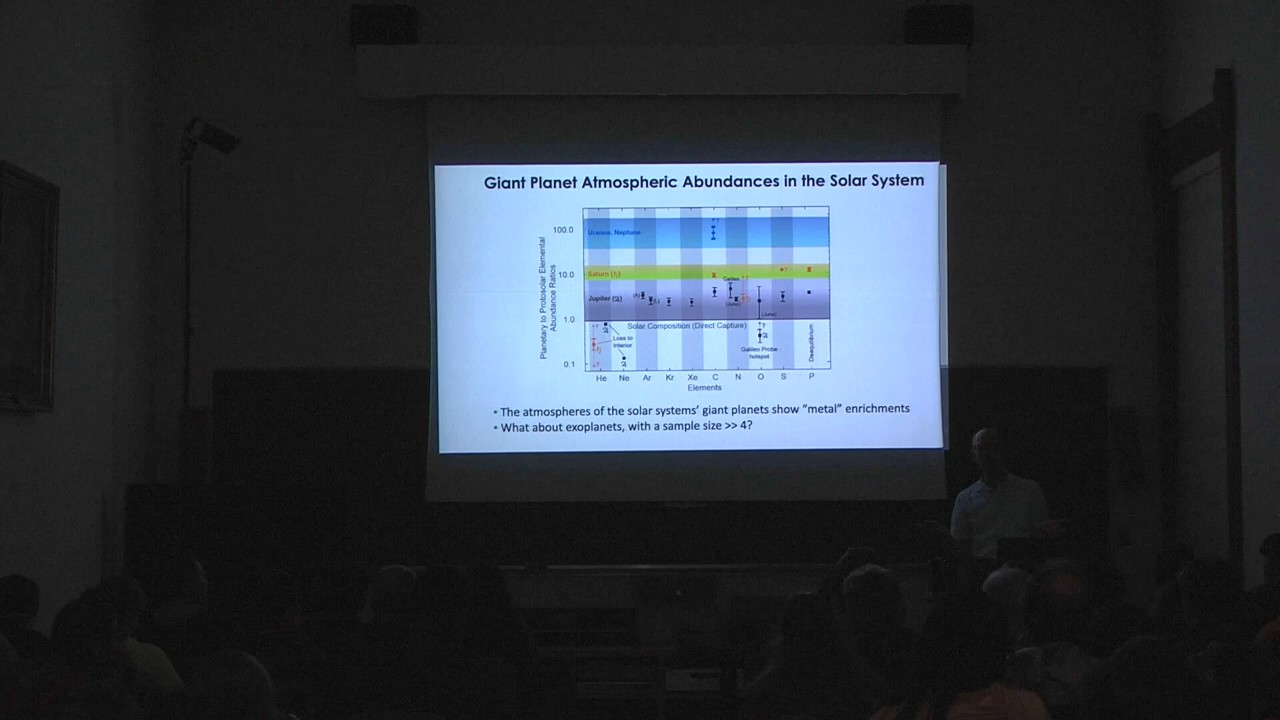 Giant Planet Atmospheric Abundances in the Solar System
Planetary to Protosolar Elemental
Abundance Ratios
100.0
Uranus, Neptune
10.0
Saturn (♄)
Galileo
Jupiter (♃)
(A)
(L)
(Juno)
(Juno)
1.0
Solar Composition (Direct Capture)
Loss to
Interior
Galileo Probe
hotspot
Disequilibrium
0.1
He Ne Ar Kr Xe C N O S P
Elements
• The atmospheres of the solar systems’ giant planets show “metal” enrichments
• What about exoplanets, with a sample size >> 4?